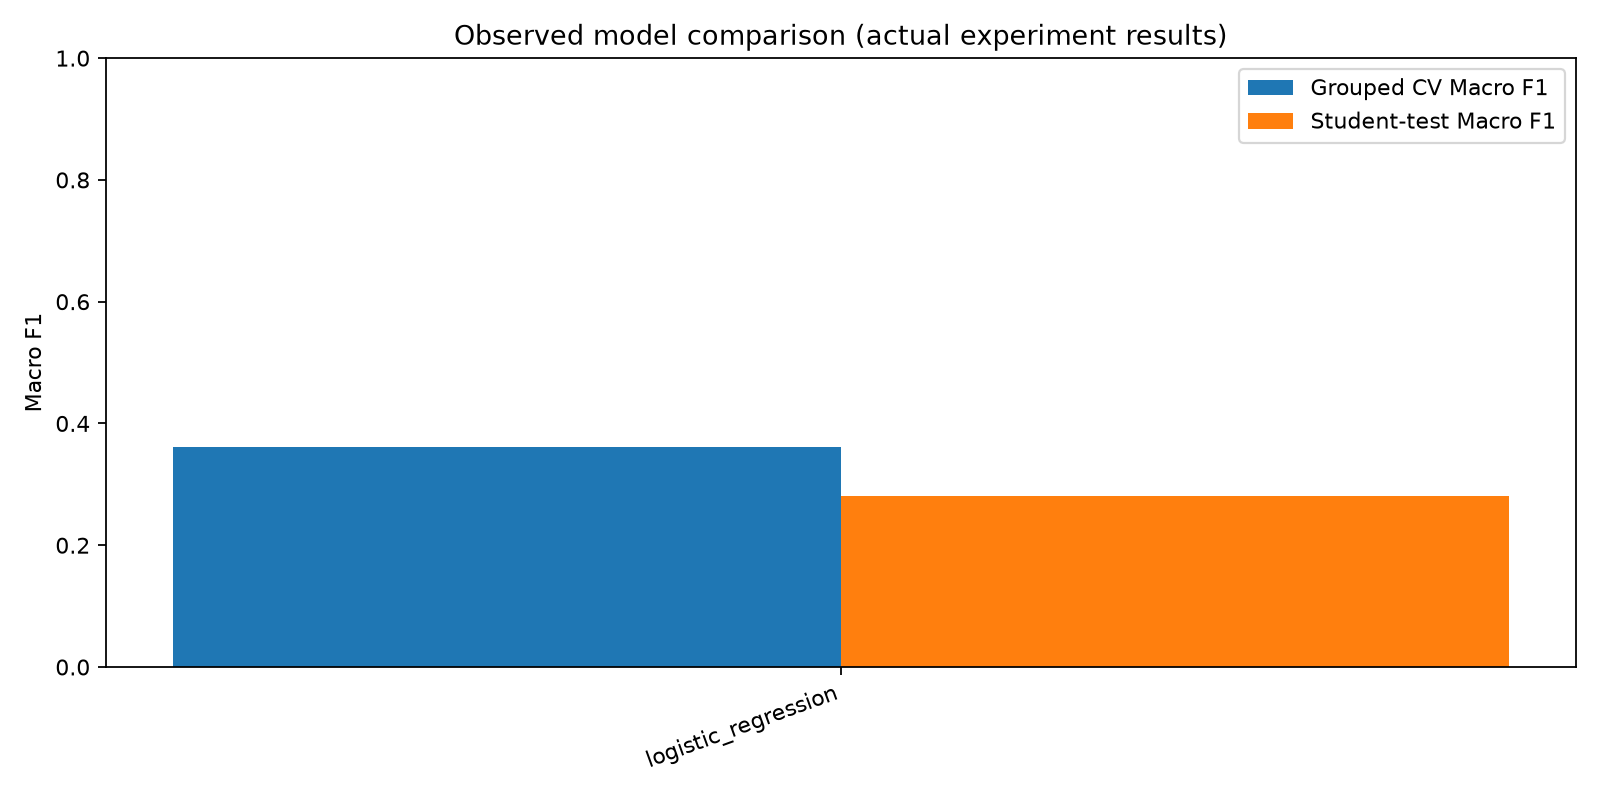 Observed model comparison (actual experiment results)
Grouped CV Macro F1
Student-test Macro F1
Macro F1
1.0
0.8
0.6
0.4
0.2
0.0
logistic_regression